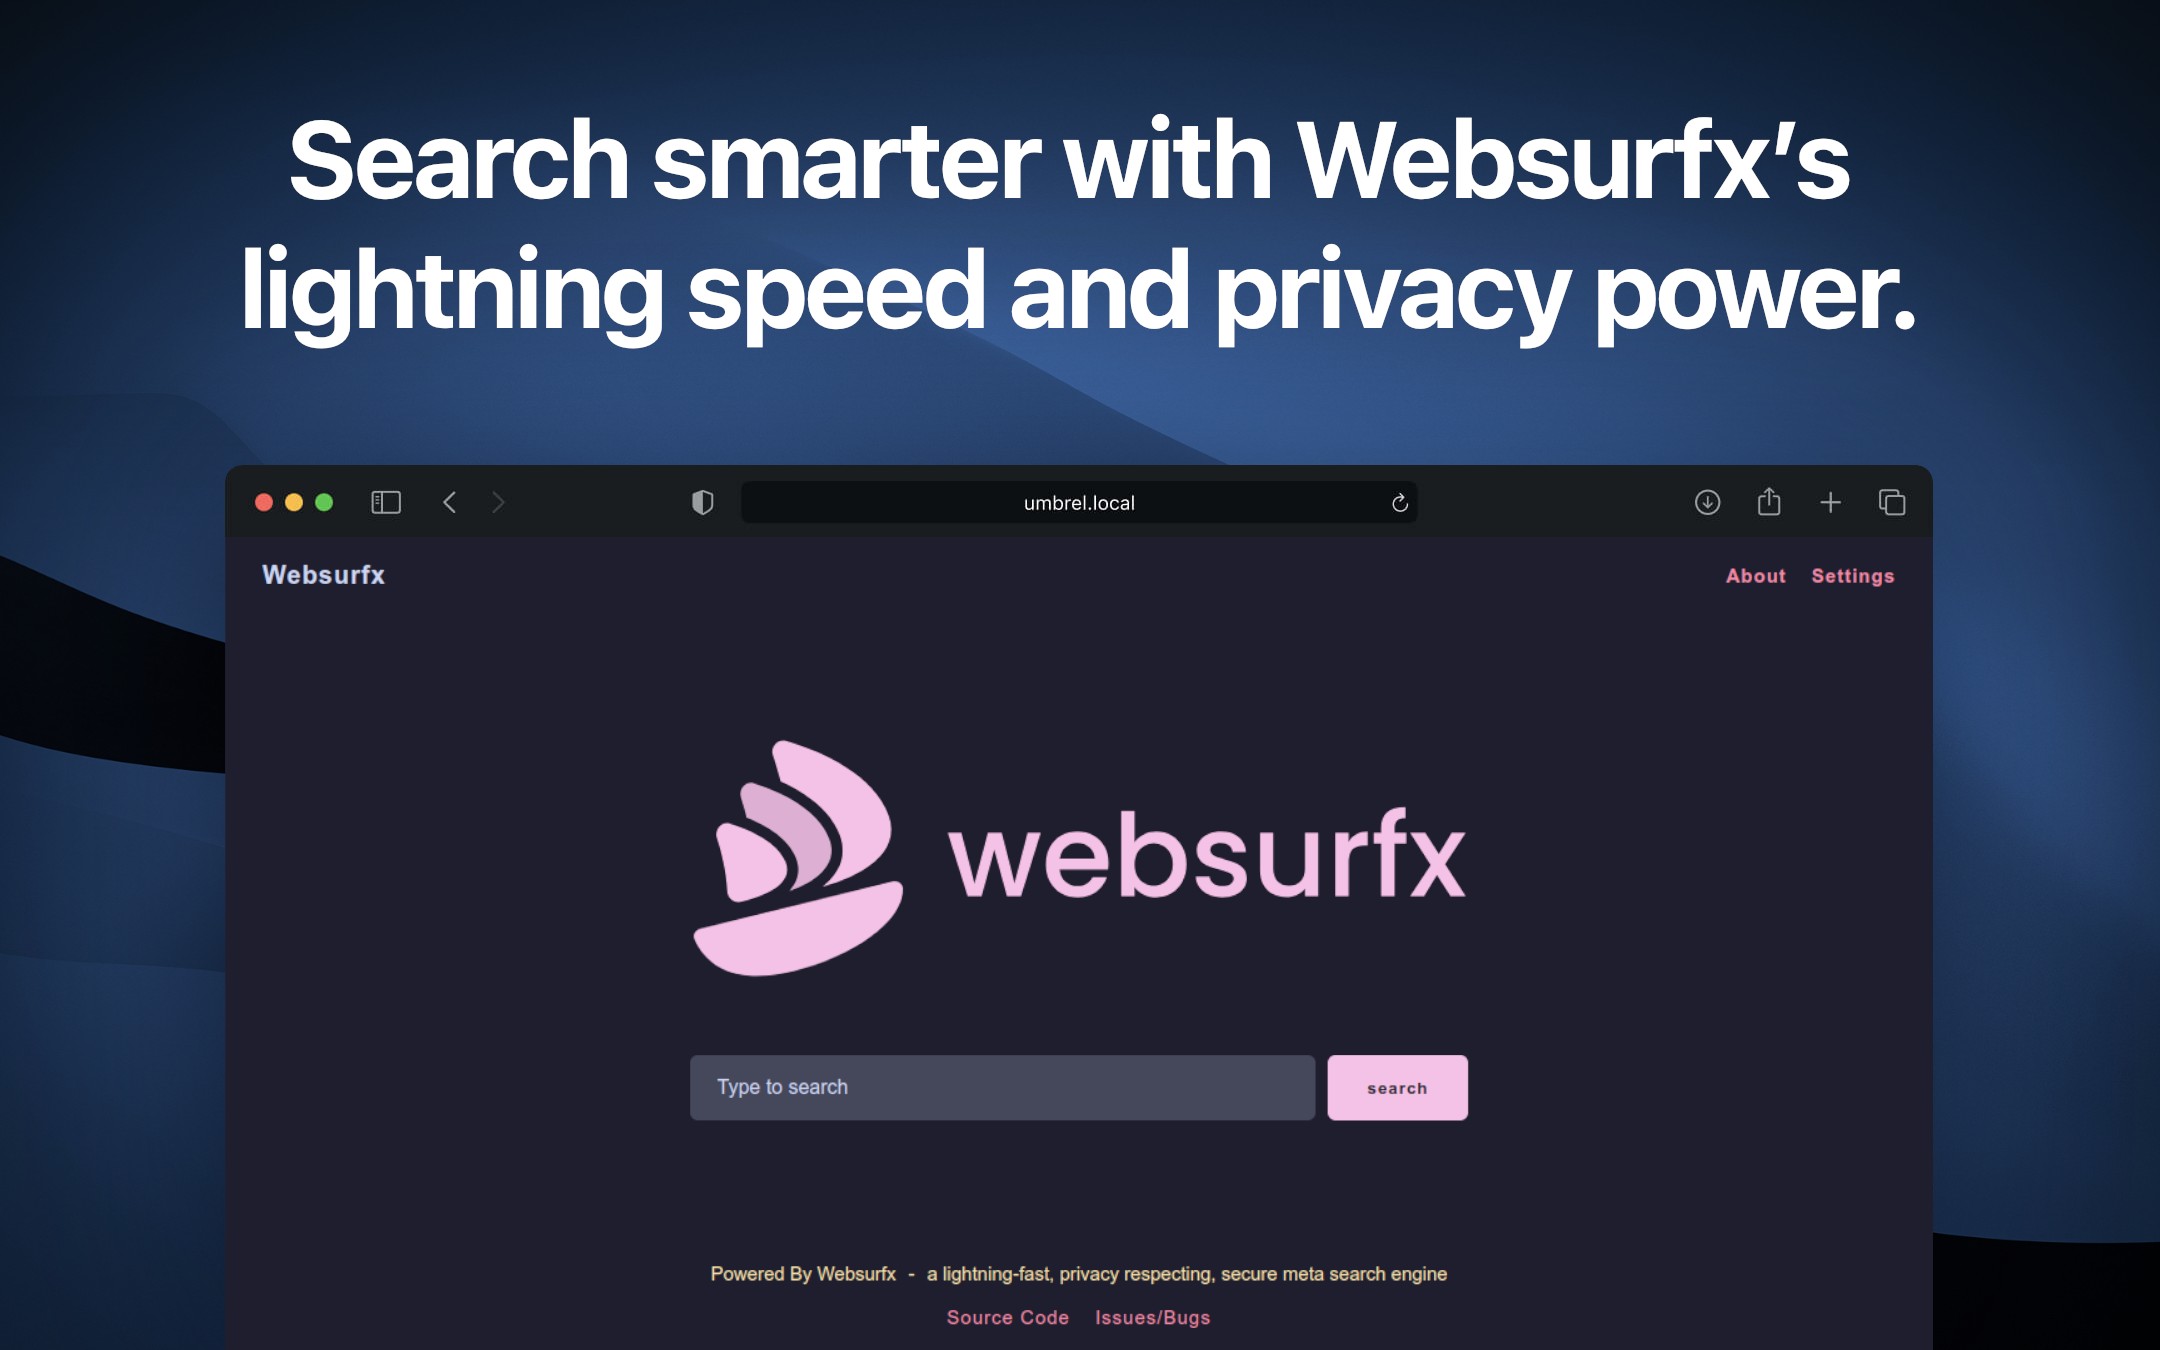 Search smarter with Websurfx’s
lightning speed and privacy power.
umbrel.local
Websurfx
About Settings
websurfx
Type to search
search
Powered By Websurfx - a lightning-fast, privacy respecting, secure meta search engine
Source Code Issues/Bugs